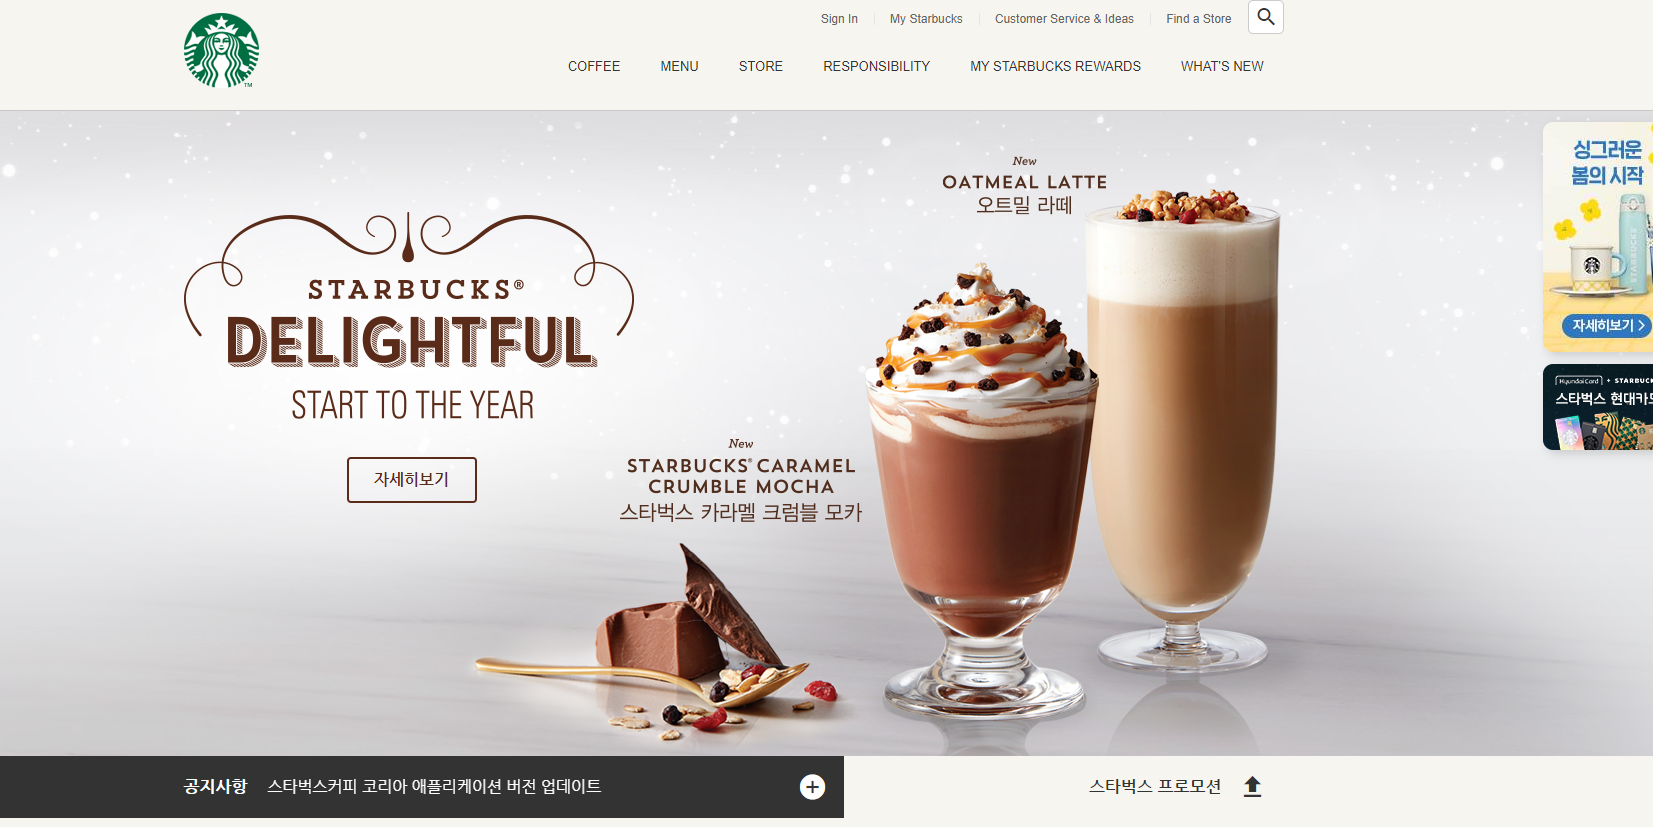 Sign In
My Starbucks
Customer Service & Ideas
Find a Store
COFFEE
MENU
STORE
RESPONSIBILITY
MY STARBUCKS REWARDS
WHAT'S NEW
TM
STARBUCKS®
DELIGHTFUL
START TO THE YEAR
자세히보기
New
OATMEAL LATTE
오트밀 라떼
New
STARBUCKS® CARAMEL
CRUMBLE MOCHA
스타벅스 카라멜 크럼블 모카
싱그러운
봄의 시작
STARBUCKS
자세히보기 >
HyundaiCard + STARBUCK
스타벅스 현대카드
공지사항 스타벅스커피 코리아 애플리케이션 버전 업데이트
스타벅스 프로모션